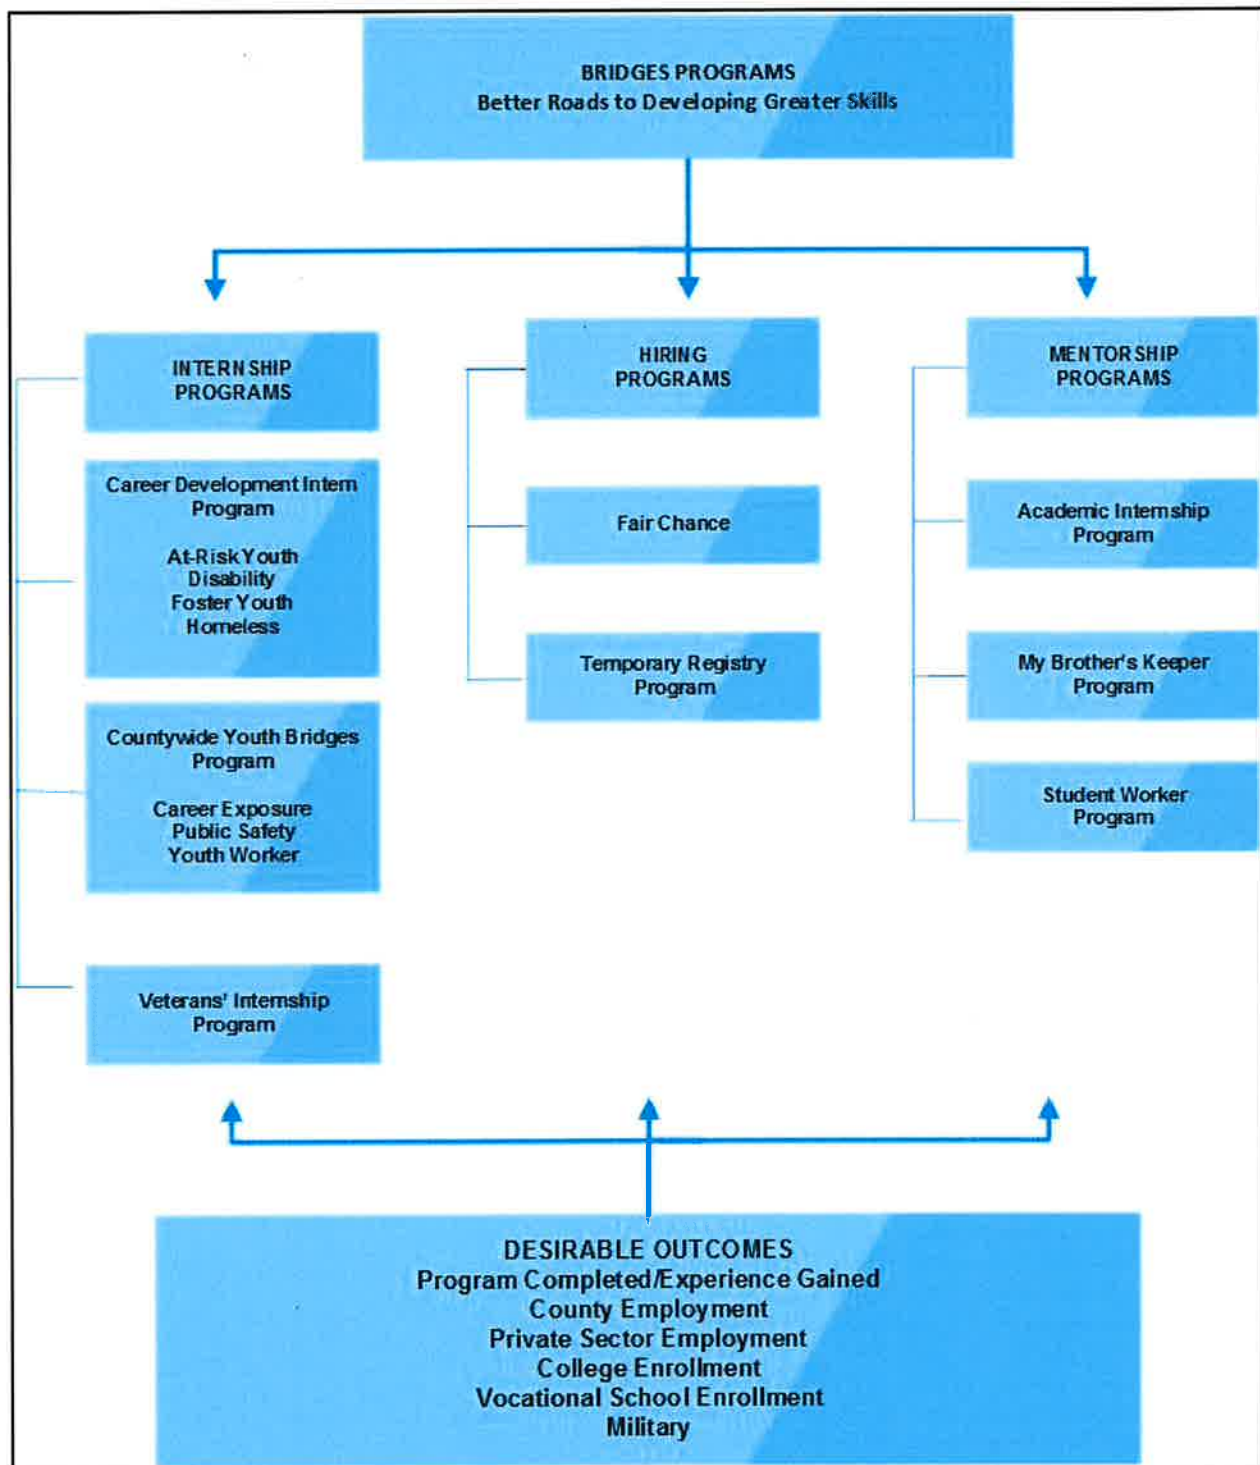 BRIDGES PROGRAMS
Better Roads to Developing Greater Skills
INTERNSHIP
PROGRAMS
Career Development Intern
Program
At-Risk Youth
Disability
Foster Youth
Homeless
Countywide Youth Bridges
Program
Career Exposure
Public Safety
Youth Worker
Veterans' Internship
Program
HIRING
PROGRAMS
Fair Chance
Temporary Registry
Program
MENTORSHIP
PROGRAMS
Academic Internship
Program
My Brother's Keeper
Program
Student Worker
Program
DESIRABLE OUTCOMES
Program Completed/Experience Gained
County Employment
Private Sector Employment
College Enrollment
Vocational School Enrollment
Military